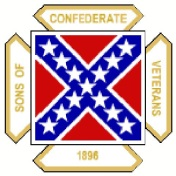 SONS OF
CONFEDERATE
VETERANS
1896